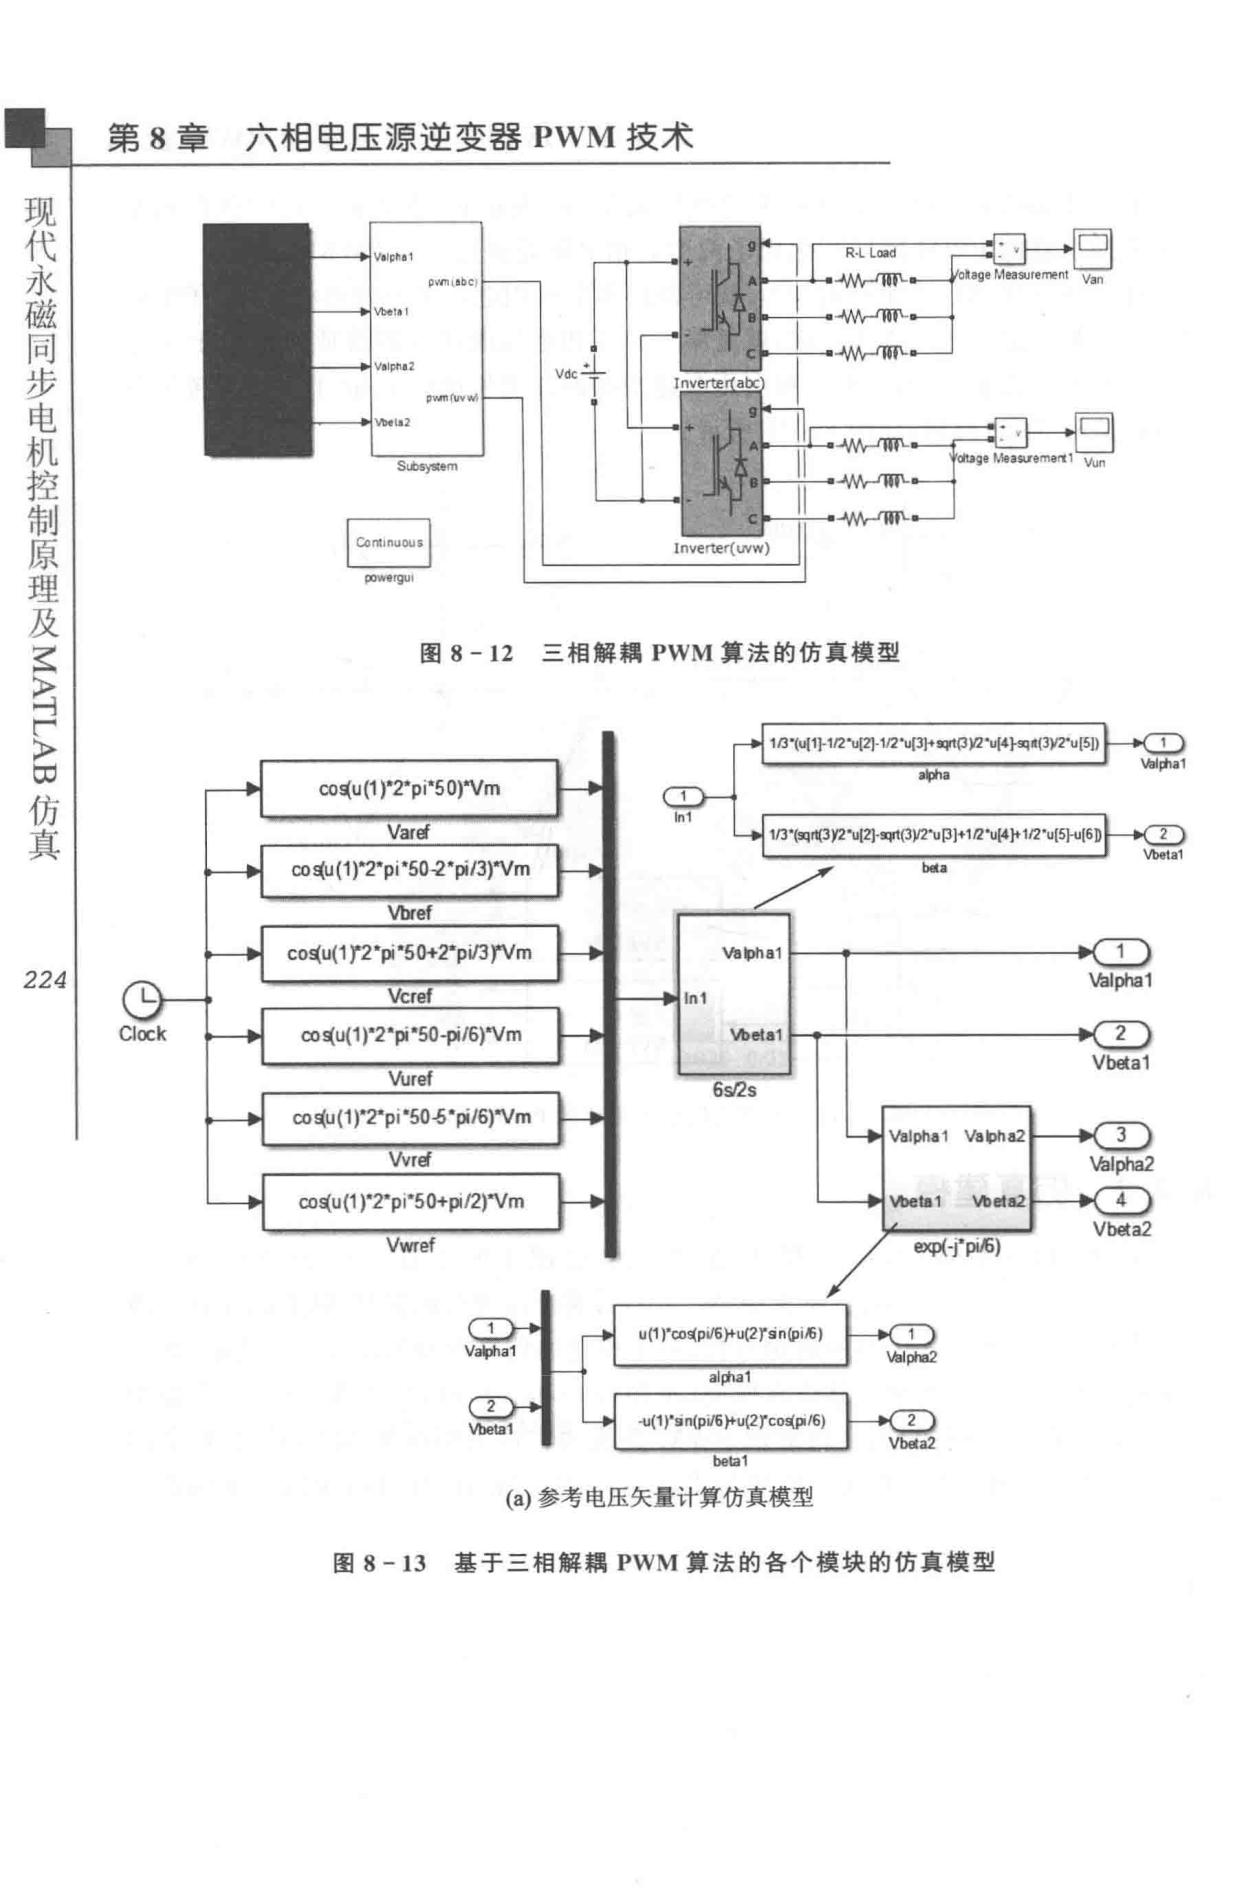 第 8 章 六相电压源逆变器 PWM 技术
现代永磁同步电机控制原理及 MATLAB 仿真
224
Valpha1
Vbeta1
Valpha2
Vbeta2
pwm(abc)
pwm(uvw)
Subsystem
Continuous
powergui
Vdc
+
-
g
A
B
C
Inverter(abc)
+
-
g
A
B
C
Inverter(uvw)
R-L Load
+
-
v
Voltage Measurement
Van
+
-
v
Voltage Measurement1
Vun
图 8-12 三相解耦 PWM 算法的仿真模型
Clock
cos(u(1)*2*pi*50)*Vm
Varef
cos(u(1)*2*pi*50-2*pi/3)*Vm
Vbref
cos(u(1)*2*pi*50+2*pi/3)*Vm
Vcref
cos(u(1)*2*pi*50-pi/6)*Vm
Vuref
cos(u(1)*2*pi*50-5*pi/6)*Vm
Vvref
cos(u(1)*2*pi*50+pi/2)*Vm
Vwref
1
In1
1/3*(u[1]-1/2*u[2]-1/2*u[3]+sqrt(3)/2*u[4]-sqrt(3)/2*u[5])
alpha
1
Valpha1
1/3*(sqrt(3)/2*u[2]-sqrt(3)/2*u[3]+1/2*u[4]+1/2*u[5]-u[6])
beta
2
Vbeta1
In1
Valpha1
Vbeta1
6s/2s
1
Valpha1
2
Vbeta1
Valpha1 Valpha2
Vbeta1 Vbeta2
exp(-j*pi/6)
3
Valpha2
4
Vbeta2
1
Valpha1
2
Vbeta1
u(1)*cos(pi/6)+u(2)*sin(pi/6)
alpha1
1
Valpha2
-u(1)*sin(pi/6)+u(2)*cos(pi/6)
beta1
2
Vbeta2
(a) 参考电压矢量计算仿真模型
图 8-13 基于三相解耦 PWM 算法的各个模块的仿真模型